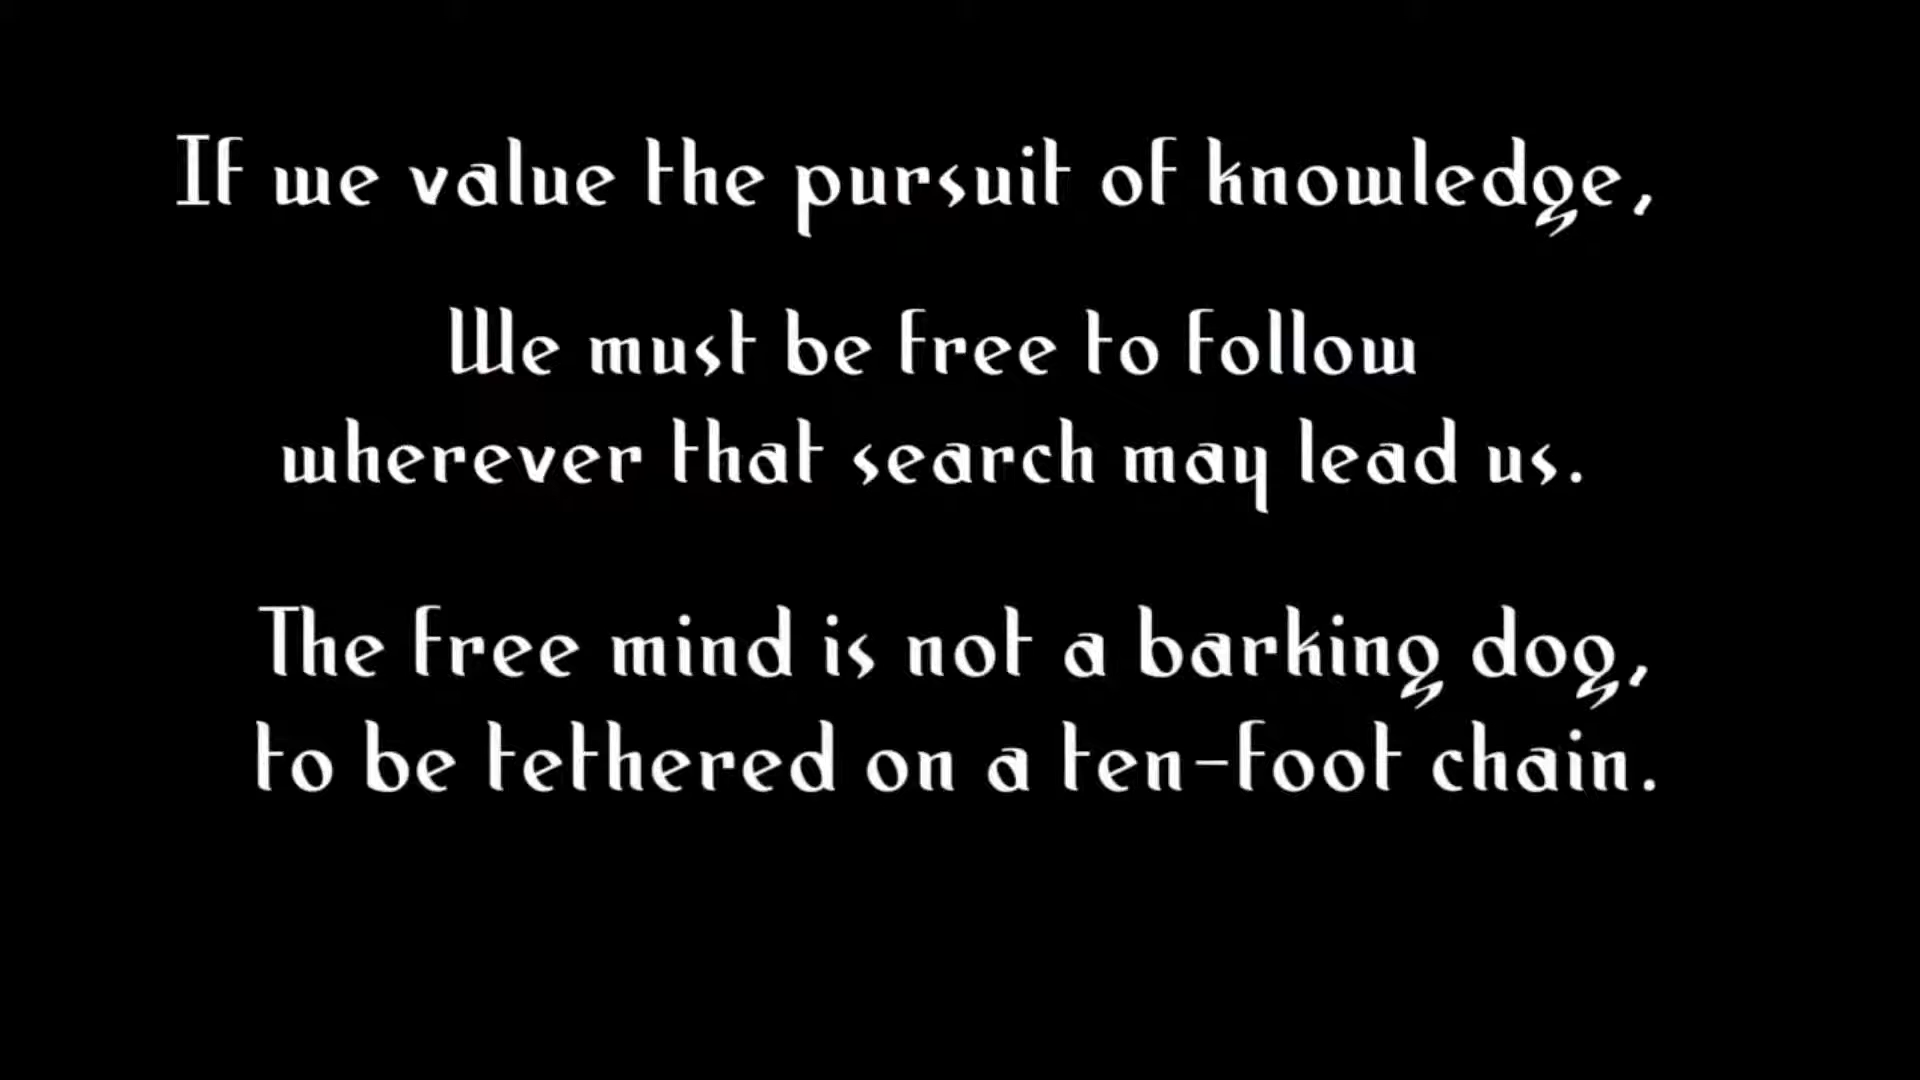 If we value the pursuit of knowledge,
We must be free to follow
wherever that search may lead us.
The free mind is not a barking dog,
to be tethered on a ten-foot chain.